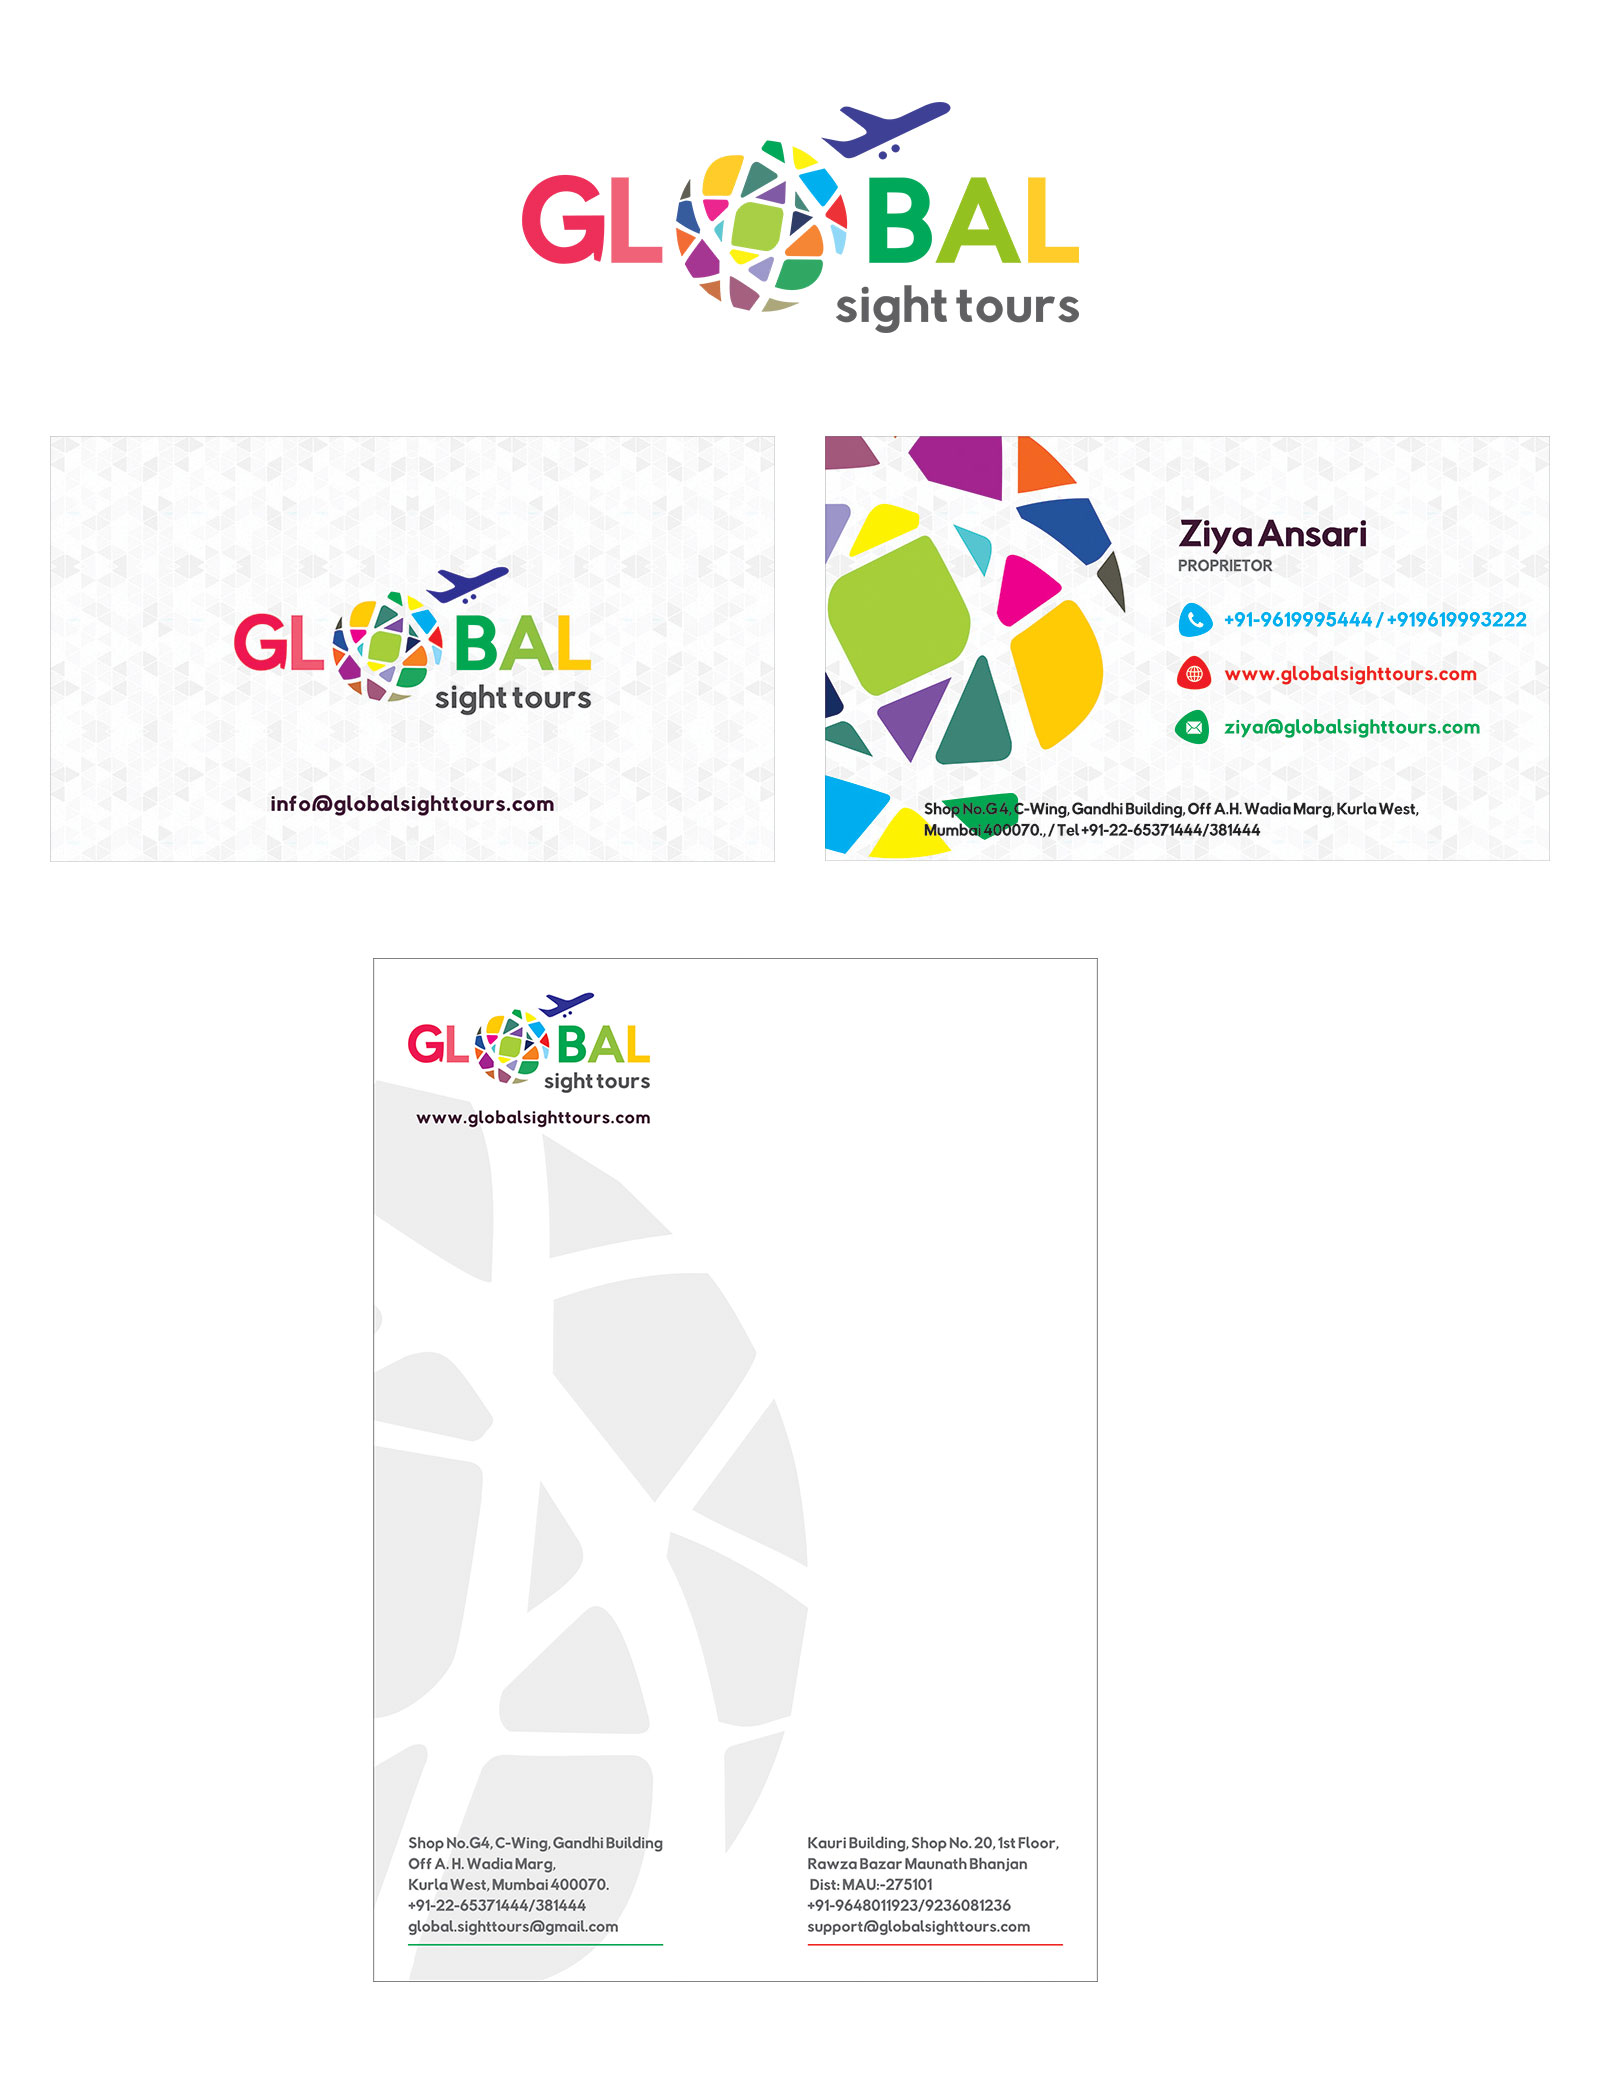 GLOBAL
sight tours
GLOBAL
sight tours
info@globalsighttours.com
Ziya Ansari
PROPRIETOR
+91-9619995444 / +919619993222
www.globalsighttours.com
ziya@globalsighttours.com
Shop No.G 4, C-Wing, Gandhi Building, Off A.H. Wadia Marg, Kurla West,
Mumbai 400070., / Tel +91-22-65371444/381444
GLOBAL
sight tours
www.globalsighttours.com
Shop No.G4, C-Wing, Gandhi Building
Off A. H. Wadia Marg,
Kurla West, Mumbai 400070.
+91-22-65371444/381444
global.sighttours@gmail.com
Kauri Building, Shop No. 20, 1st Floor,
Rawza Bazar Maunath Bhanjan
Dist: MAU:-275101
+91-9648011923/9236081236
support@globalsighttours.com